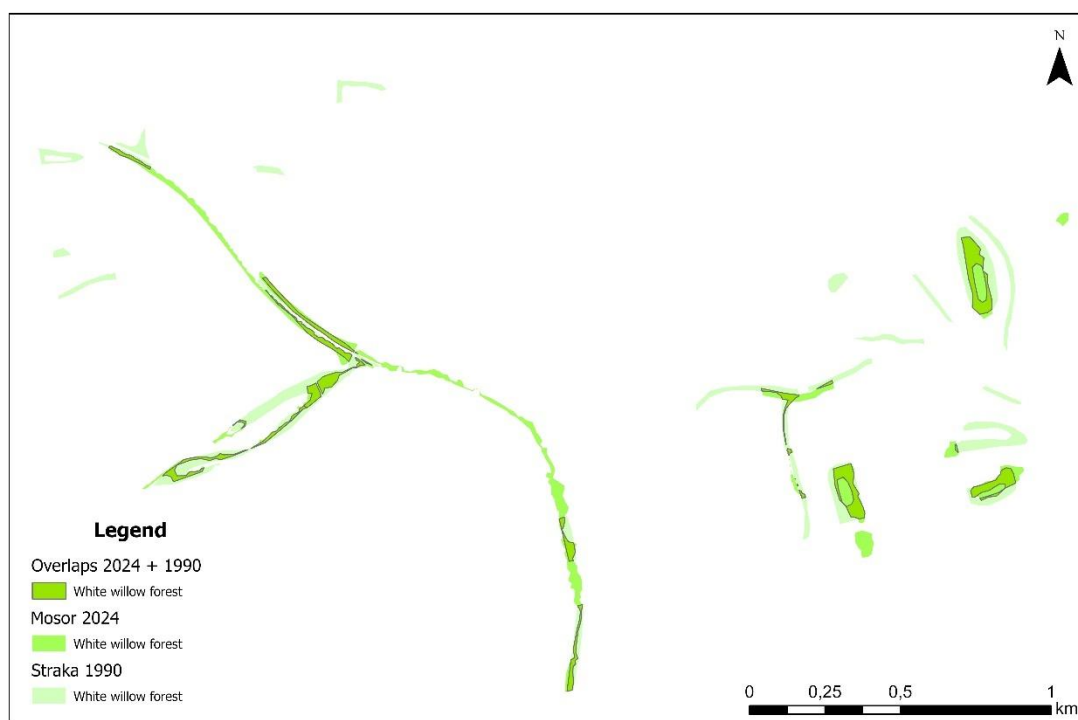 N
Legend
Overlaps 2024 + 1990
White willow forest
Mosor 2024
White willow forest
Straka 1990
White willow forest
0 0,25 0,5 1
km